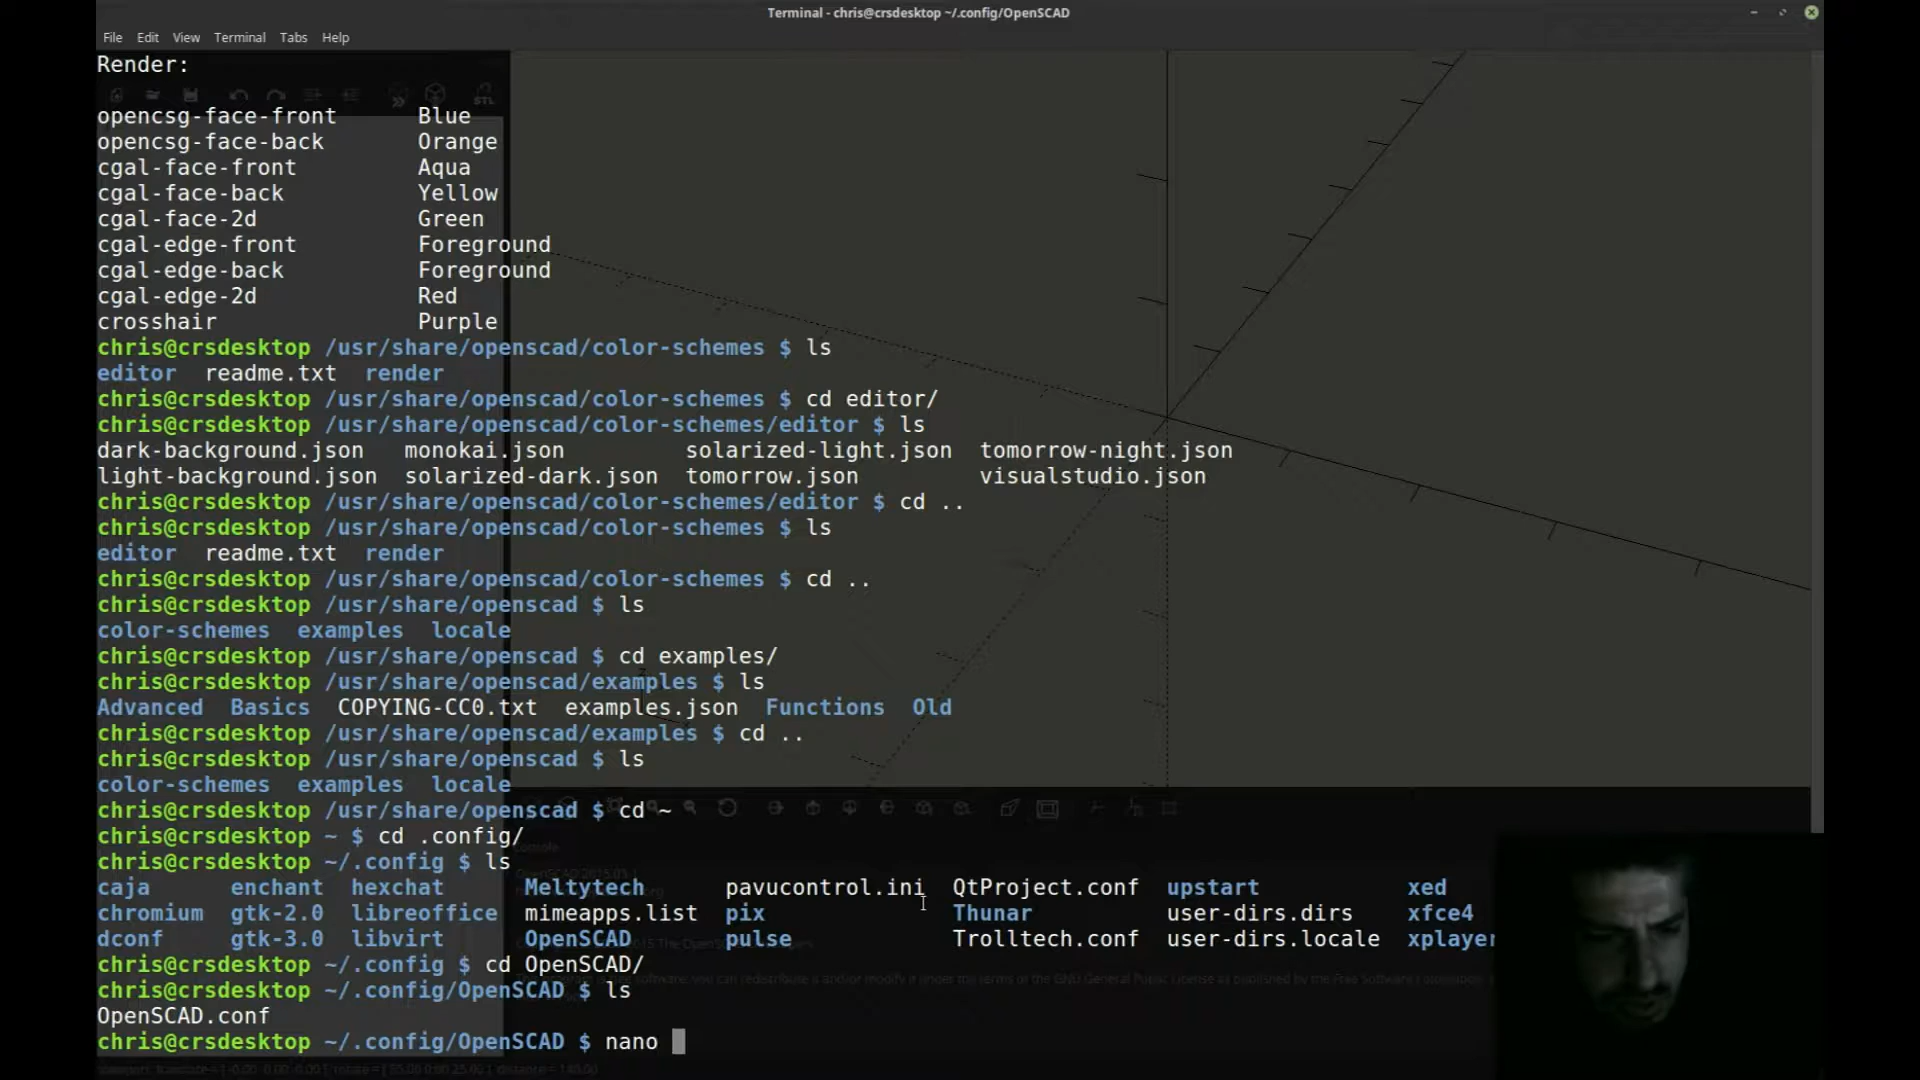 Terminal - chris@crsdesktop ~/.config/OpenSCAD
File Edit View Terminal Tabs Help
Render:
STL
opencsg-face-front Blue
opencsg-face-back Orange
cgal-face-front Aqua
cgal-face-back Yellow
cgal-face-2d Green
cgal-edge-front Foreground
cgal-edge-back Foreground
cgal-edge-2d Red
crosshair Purple
chris@crsdesktop /usr/share/openscad/color-schemes $ ls
editor readme.txt render
chris@crsdesktop /usr/share/openscad/color-schemes $ cd editor/
chris@crsdesktop /usr/share/openscad/color-schemes/editor $ ls
dark-background.json monokai.json solarized-light.json tomorrow-night.json
light-background.json solarized-dark.json tomorrow.json visualstudio.json
chris@crsdesktop /usr/share/openscad/color-schemes/editor $ cd ..
chris@crsdesktop /usr/share/openscad/color-schemes $ ls
editor readme.txt render
chris@crsdesktop /usr/share/openscad/color-schemes $ cd ..
chris@crsdesktop /usr/share/openscad $ ls
color-schemes examples locale
chris@crsdesktop /usr/share/openscad $ cd examples/
chris@crsdesktop /usr/share/openscad/examples $ ls
Advanced Basics COPYING-CC0.txt examples.json Functions Old
chris@crsdesktop /usr/share/openscad/examples $ cd ..
chris@crsdesktop /usr/share/openscad $ ls
color-schemes examples locale
chris@crsdesktop /usr/share/openscad $ cd ~
chris@crsdesktop ~ $ cd .config/
chris@crsdesktop ~/.config $ ls
caja enchant hexchat Meltytech pavucontrol.ini QtProject.conf upstart xed
chromium gtk-2.0 libreoffice mimeapps.list pix Thunar user-dirs.dirs xfce4
dconf gtk-3.0 libvirt OpenSCAD pulse Trolltech.conf user-dirs.locale xplayer
chris@crsdesktop ~/.config $ cd OpenSCAD/
chris@crsdesktop ~/.config/OpenSCAD $ ls
OpenSCAD.conf
chris@crsdesktop ~/.config/OpenSCAD $ nano